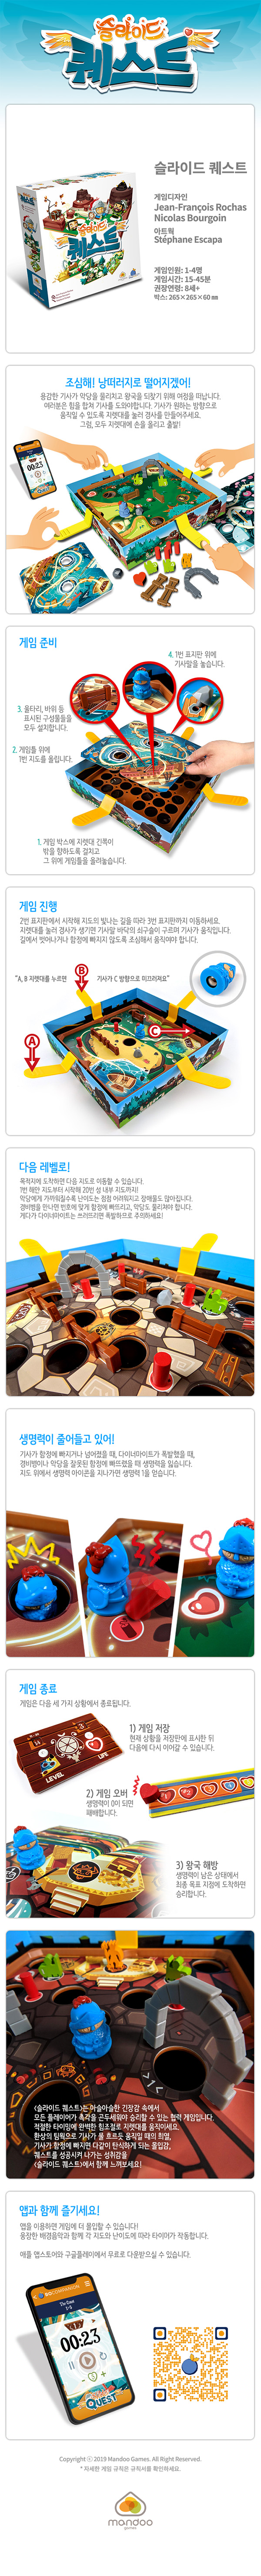 슬라이드
퀘스트
슬라이드 퀘스트
게임디자인
Jean-François Rochas
Nicolas Bourgoin
아트웍
Stéphane Escapa
게임인원: 1-4명
게임시간: 15-45분
권장연령: 8세+
박스: 265×265×60㎜
조심해! 낭떠러지로 떨어지겠어!
용감한 기사가 악당을 물리치고 왕국을 되찾기 위해 여정을 떠납니다.
여러분은 힘을 합쳐 기사를 도와야합니다. 기사가 원하는 방향으로
움직일 수 있도록 지렛대를 눌러 경사를 만들어주세요.
그럼, 모두 지렛대에 손을 올리고 출발!
00:23
게임 준비
4. 1번 표지판 위에
기사말을 놓습니다.
3. 울타리, 바위 등
표시된 구성물들을
모두 설치합니다.
2. 게임틀 위에
1번 지도를 올립니다.
1. 게임 박스에 지렛대 긴쪽이
밖을 향하도록 걸치고
그 위에 게임틀을 올려놓습니다.
게임 진행
2번 표지판에서 시작해 지도의 빛나는 길을 따라 3번 표지판까지 이동하세요.
지렛대를 눌러 경사가 생기면 기사말 바닥의 쇠구슬이 구르며 기사가 움직입니다.
길에서 벗어나거나 함정에 빠지지 않도록 조심해서 움직여야 합니다.
"A, B 지렛대를 누르면
기사가 C 방향으로 미끄러져요"
B
A
C
다음 레벨로!
목적지에 도착하면 다음 지도로 이동할 수 있습니다.
1번 해안 지도부터 시작해 20번 성 내부 지도까지!
악당에게 가까워질수록 난이도는 점점 어려워지고 장애물도 많아집니다.
경비병을 만나면 번호에 맞게 함정에 빠뜨리고, 악당도 물리쳐야 합니다.
게다가 다이너마이트는 쓰러뜨리면 폭발하므로 주의하세요!
생명력이 줄어들고 있어!
기사가 함정에 빠지거나 넘어졌을 때, 다이너마이트가 폭발했을 때,
경비병이나 악당을 잘못된 함정에 빠뜨렸을 때 생명력을 잃습니다.
지도 위에서 생명력 아이콘을 지나가면 생명력 1을 얻습니다.
게임 종료
게임은 다음 세 가지 상황에서 종료됩니다.
1) 게임 저장
현재 상황을 저장판에 표시한 뒤
다음에 다시 이어갈 수 있습니다.
LEVEL
LIFE
2) 게임 오버
생명력이 0이 되면
패배합니다.
3) 왕국 해방
생명력이 남은 상태에서
최종 목표 지점에 도착하면
승리합니다.
<슬라이드 퀘스트>는 아슬아슬한 긴장감 속에서
모든 플레이어가 촉각을 곤두세워야 승리할 수 있는 협력 게임입니다.
적절한 타이밍에 완벽한 힘조절로 지렛대를 움직이세요.
환상의 팀워크로 기사가 물 흐르듯 움직일 때의 희열,
기사가 함정에 빠지면 다같이 탄식하게 되는 몰입감,
퀘스트를 성공시켜 나가는 성취감을
<슬라이드 퀘스트>에서 함께 느껴보세요!
앱과 함께 즐기세요!
앱을 이용하면 게임에 더 몰입할 수 있습니다!
웅장한 배경음악과 함께 각 지도와 난이도에 따라 타이머가 작동합니다.
애플 앱스토어와 구글플레이에서 무료로 다운받으실 수 있습니다.
00:23
QUEST
Copyright ⓒ 2019 Mandoo Games. All Right Reserved.
* 자세한 게임 규칙은 규칙서를 확인하세요.
mandoo
games